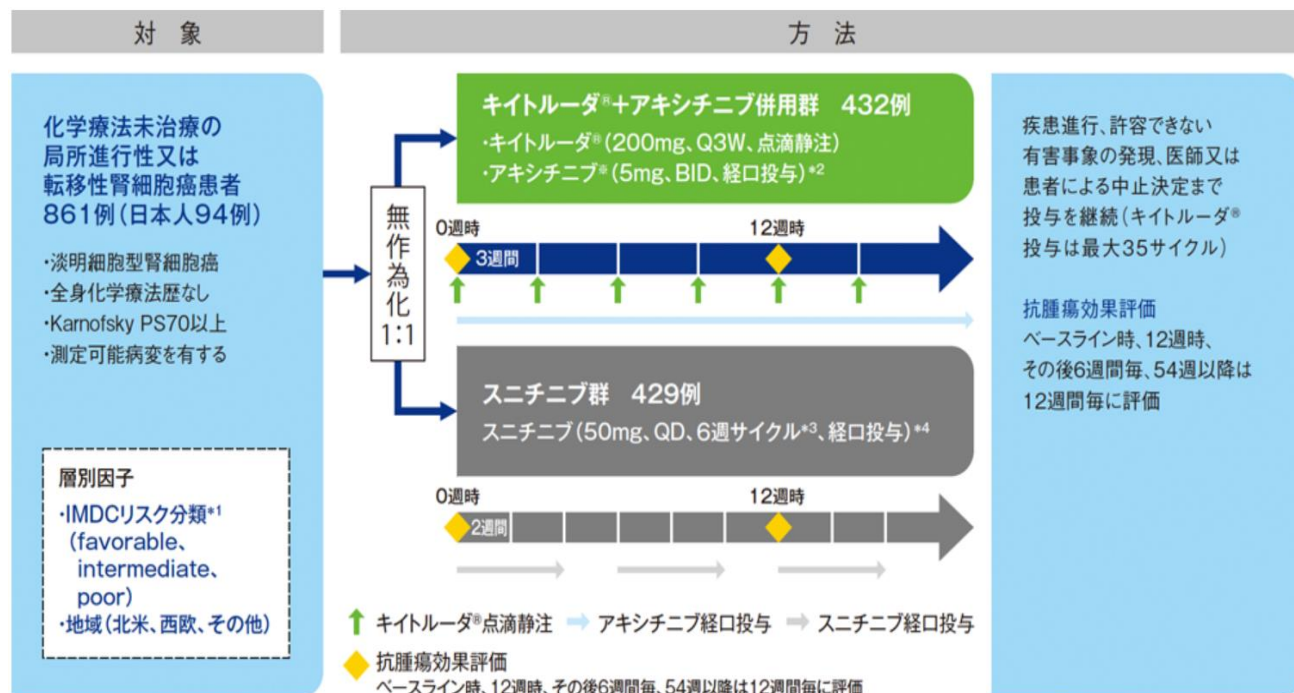 対 象
方 法
化学療法未治療の
局所進行性又は
転移性腎細胞癌患者
861例(日本人94例)
・淡明細胞型腎細胞癌
・全身化学療法歴なし
・Karnofsky PS70以上
・測定可能病変を有する
層別因子
・IMDCリスク分類*1
(favorable、
intermediate、
poor)
・地域(北米、西欧、その他)
無作為化
1:1
キイトルーダ®+アキシチニブ併用群 432例
・キイトルーダ®(200mg、Q3W、点滴静注)
・アキシチニブ※(5mg、BID、経口投与)*2
0週時 12週時
3週間
スニチニブ群 429例
スニチニブ(50mg、QD、6週サイクル*3、経口投与)*4
0週時 12週時
2週間
キイトルーダ®点滴静注 アキシチニブ経口投与 スニチニブ経口投与
抗腫瘍効果評価
ベースライン時、12週時、その後6週間毎、54週以降は12週間毎に評価
疾患進行、許容できない
有害事象の発現、医師又は
患者による中止決定まで
投与を継続(キイトルーダ®
投与は最大35サイクル)
抗腫瘍効果評価
ベースライン時、12週時、
その後6週間毎、54週以降は
12週間毎に評価